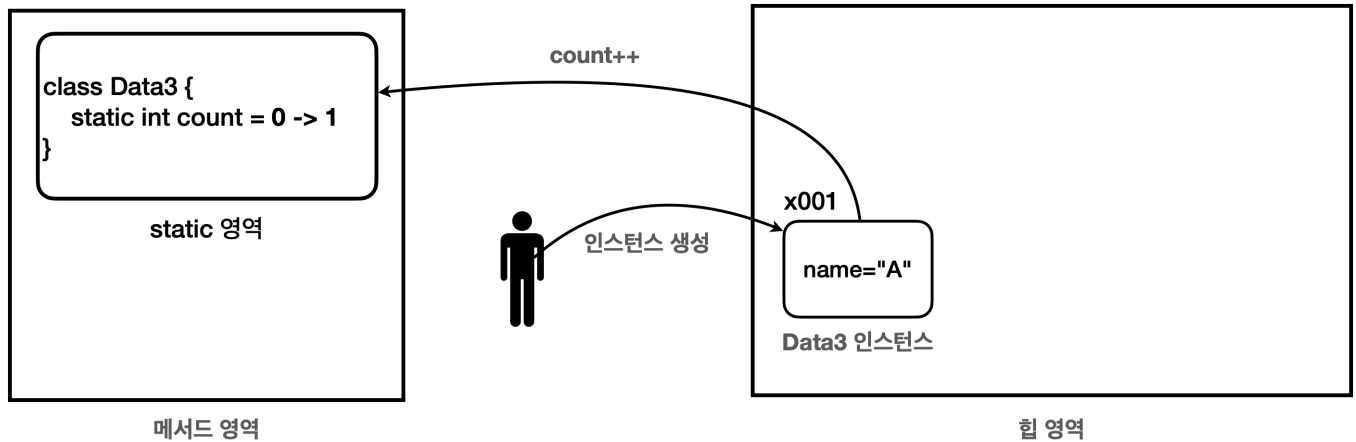 class Data3 {
static int count = 0 -> 1
}
static 영역
메서드 영역
count++
인스턴스 생성
x001
name="A"
Data3 인스턴스
힙 영역